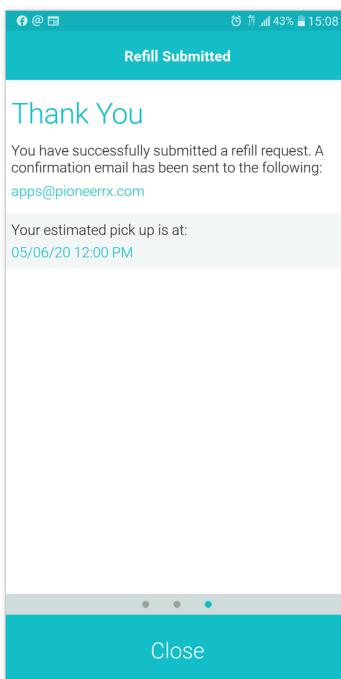 43% 15:08
Refill Submitted
Thank You
You have successfully submitted a refill request. A
confirmation email has been sent to the following:
apps@pioneerrx.com
Your estimated pick up is at:
05/06/20 12:00 PM
Close